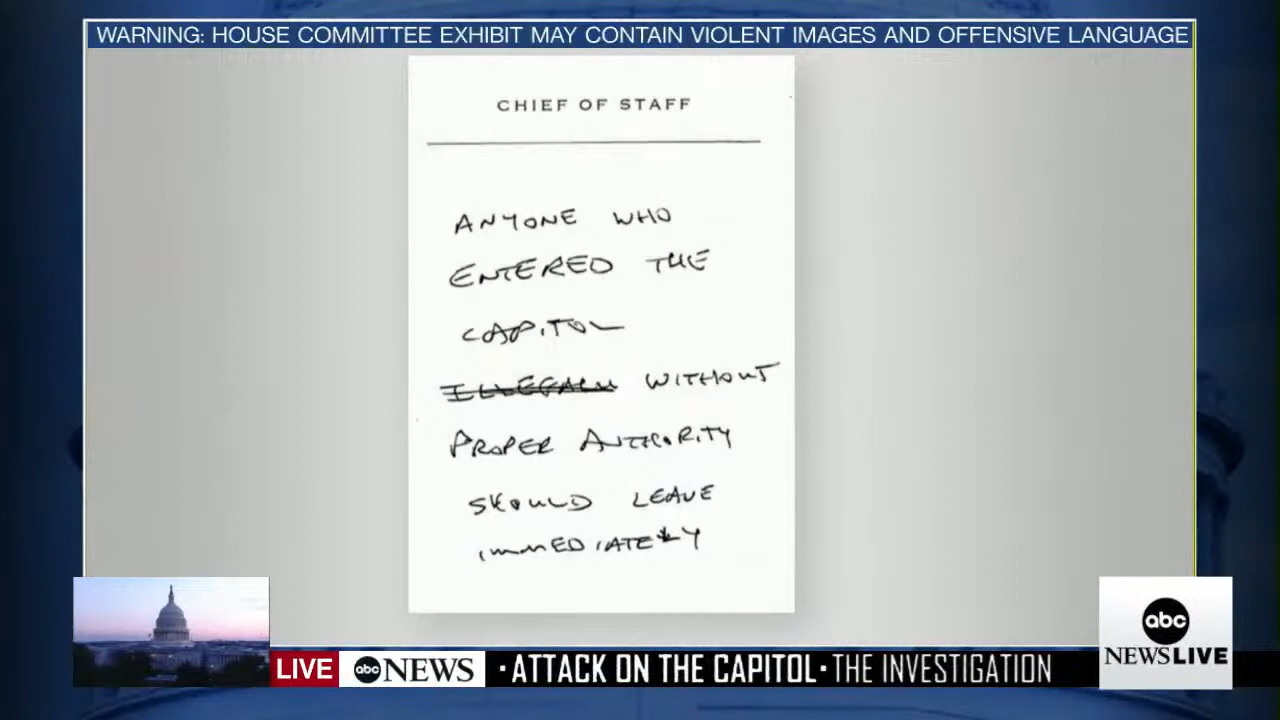 WARNING: HOUSE COMMITTEE EXHIBIT MAY CONTAIN VIOLENT IMAGES AND OFFENSIVE LANGUAGE
CHIEF OF STAFF
ANYONE WHO
ENTERED THE
CAPITOL
ILLEGALLY WITHOUT
PROPER AUTHORITY
SHOULD LEAVE
IMMEDIATELY
LIVE abc NEWS • ATTACK ON THE CAPITOL • THE INVESTIGATION
abc
NEWS LIVE